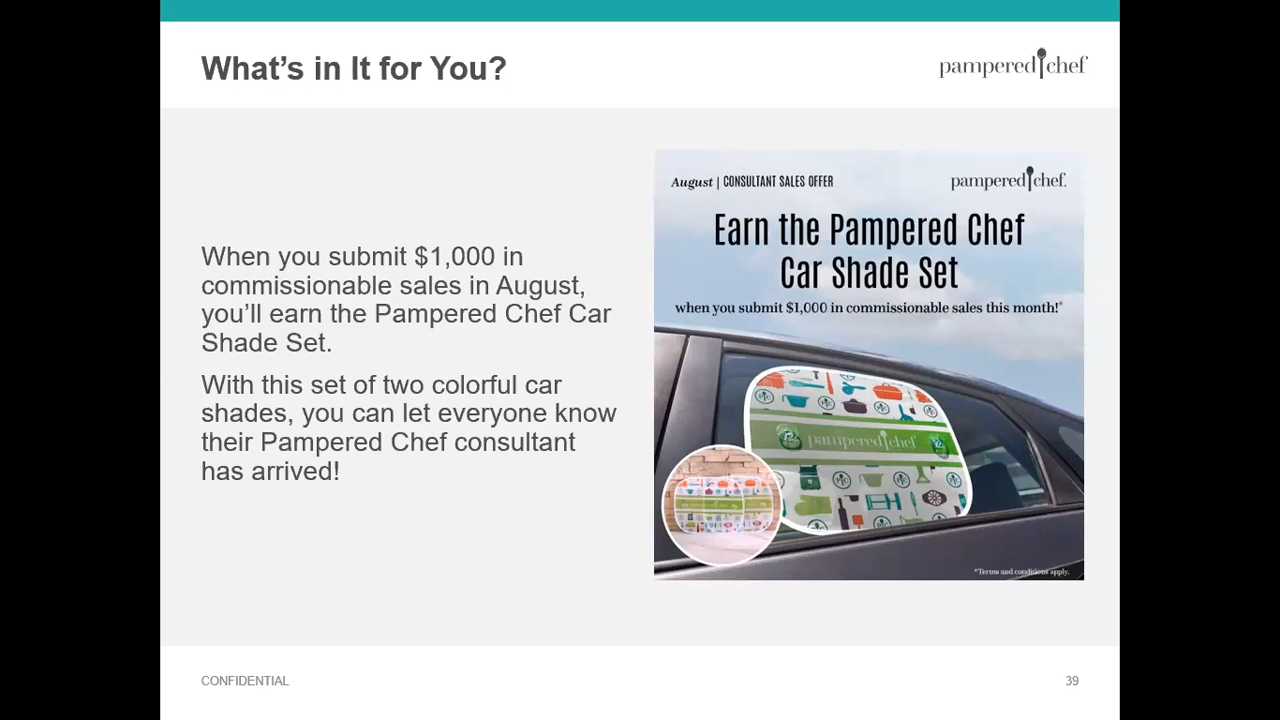 What's in It for You?
pampered chef
When you submit $1,000 in
commissionable sales in August,
you'll earn the Pampered Chef Car
Shade Set.
With this set of two colorful car
shades, you can let everyone know
their Pampered Chef consultant
has arrived!
August | CONSULTANT SALES OFFER
pampered chef.
Earn the Pampered Chef
Car Shade Set
when you submit $1,000 in commissionable sales this month!*
pampered chef
*Terms and conditions apply.
CONFIDENTIAL
39